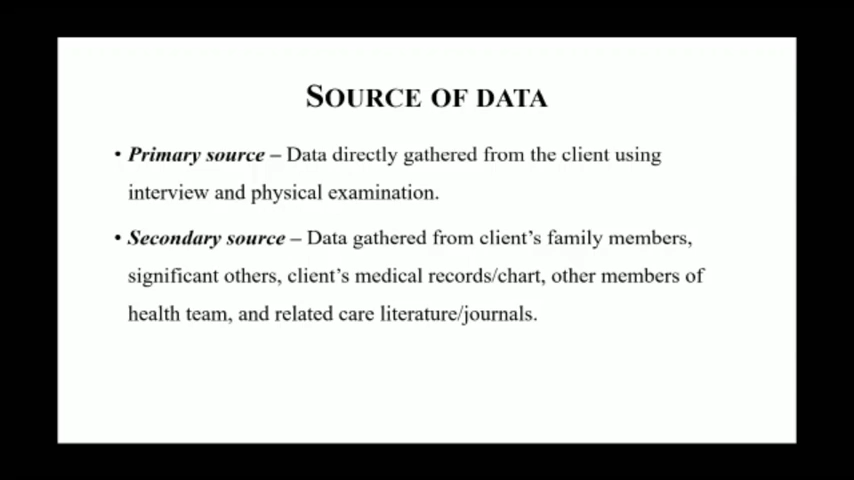 SOURCE OF DATA
• Primary source – Data directly gathered from the client using
interview and physical examination.
• Secondary source – Data gathered from client’s family members,
significant others, client’s medical records/chart, other members of
health team, and related care literature/journals.